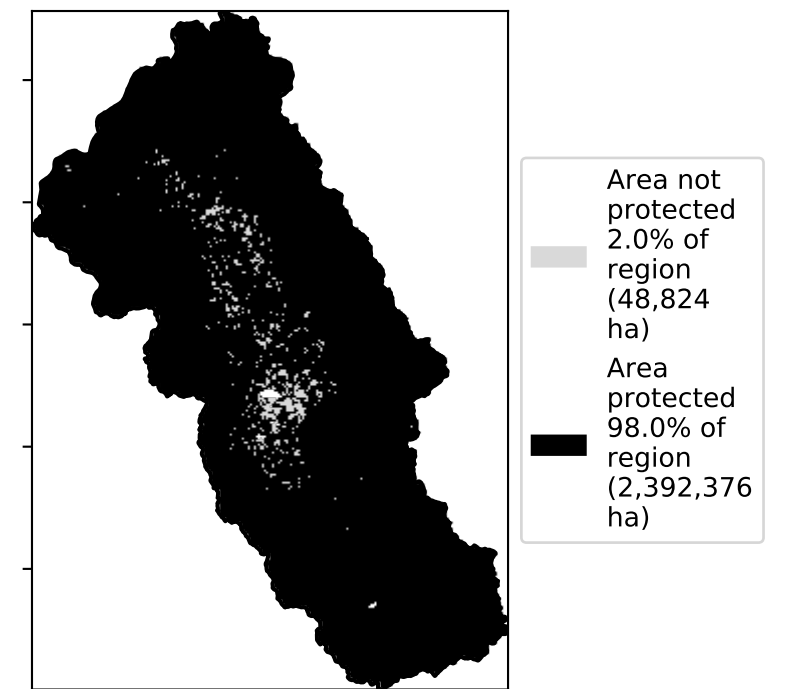 Area not
protected
2.0% of
region
(48,824
ha)
Area
protected
98.0% of
region
(2,392,376
ha)